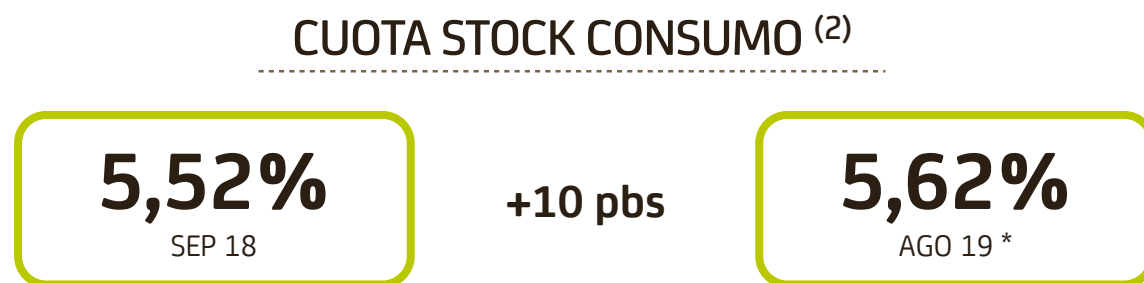 CUOTA STOCK CONSUMO (2)
5,52%
SEP 18
+10 pbs
5,62%
AGO 19 *